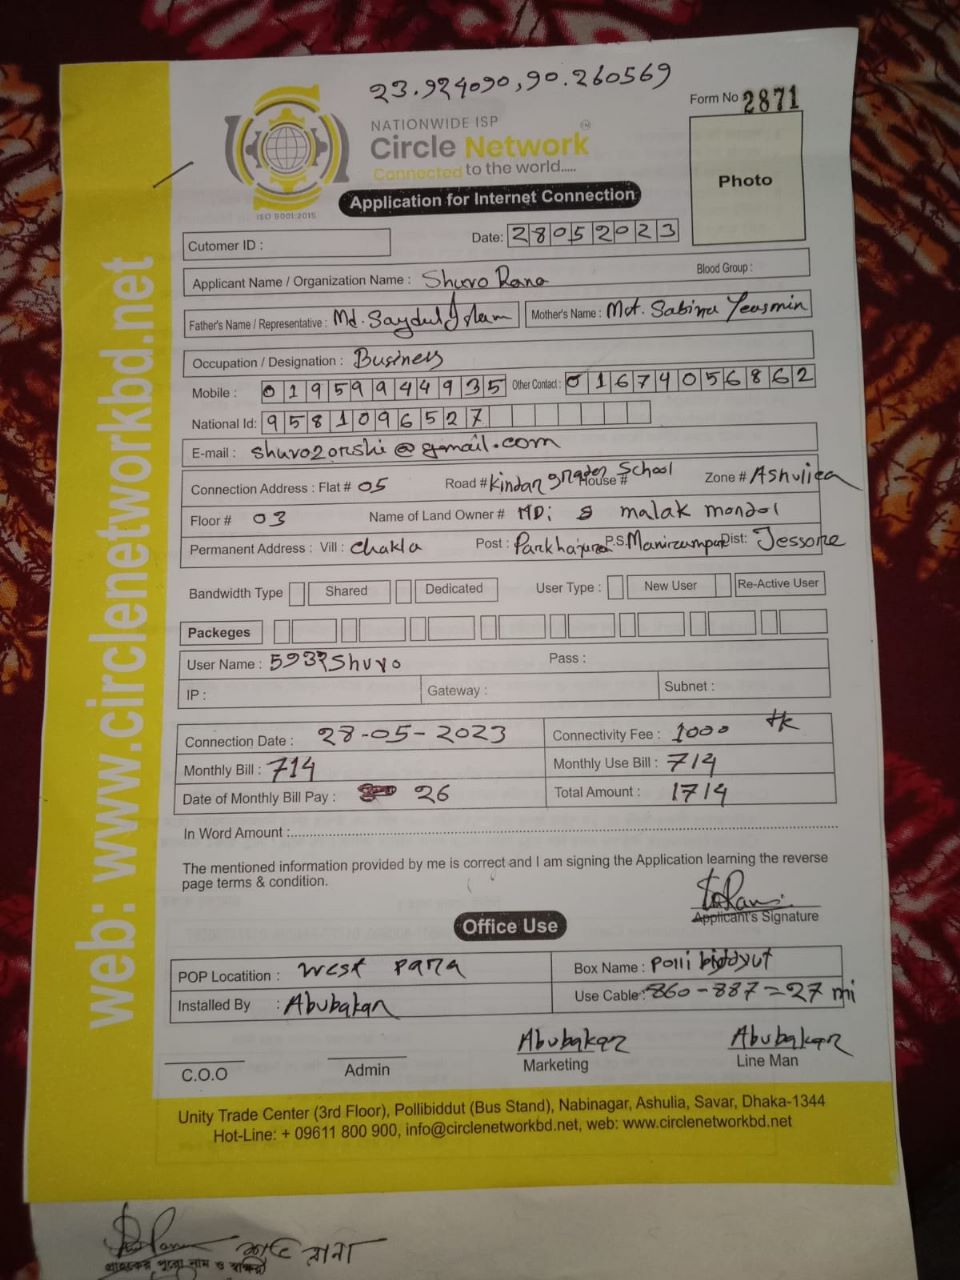 23.924090,90.260569
Form No 2871
NATIONWIDE ISP
Circle Network
Connected to the world.....
ISO 9001:2015
Photo
Application for Internet Connection
Cutomer ID :
Date: 28052023
Applicant Name / Organization Name : Shuvo Rana Blood Group :
Father's Name / Representative : Md. Saydul Islam Mother's Name : Mst. Sabina Yeasmin
Occupation / Designation : Business
Mobile : 01959944935 Other Contact : 01674056862
National Id: 9581096527
E-mail : shuvo2orishi@gmail.com
Connection Address : Flat # 05 Road # Kindar garden School House # Zone # Ashuliea
Floor # 03 Name of Land Owner # MD: malak mondol
Permanent Address : Vill : Chakla Post : Parkhajura P.S. Manirampur Dist: Jessore
Bandwidth Type Shared Dedicated User Type : New User Re-Active User
Packeges
User Name : Shuvo Pass :
IP : Gateway : Subnet :
Connection Date : 28-05-2023 Connectivity Fee : 1000 tk
Monthly Bill : 714 Monthly Use Bill : 714
Date of Monthly Bill Pay : 26 Total Amount : 1714
In Word Amount :
The mentioned information provided by me is correct and I am signing the Application learning the reverse
page terms & condition.
Applicant's Signature
Office Use
POP Locatition : West para Box Name : Polli biddyut
Installed By : Abubakar Use Cable : 860-887=27 mi
Abubakar Abubakar
C.O.O Admin Marketing Line Man
Unity Trade Center (3rd Floor), Pollibiddut (Bus Stand), Nabinagar, Ashulia, Savar, Dhaka-1344
Hot-Line: + 09611 800 900, info@circlenetworkbd.net, web: www.circlenetworkbd.net
web: www.circlenetworkbd.net
গ্রাহকের পুরো নাম ও স্বাক্ষর